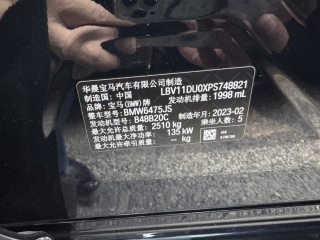 华晨宝马汽车有限公司制造
制造国：中国 LBV11DU0XPS748821
品牌：宝马(BMW)牌 发动机排量：1998 mL
整车型号：BMW6475JS
发动机型号：B48B20C 制造年月：2023-02
最大允许总质量：2510 kg 乘坐人数：5
发动机最大净功率：135 kW
最大允许牵引质量：— kg